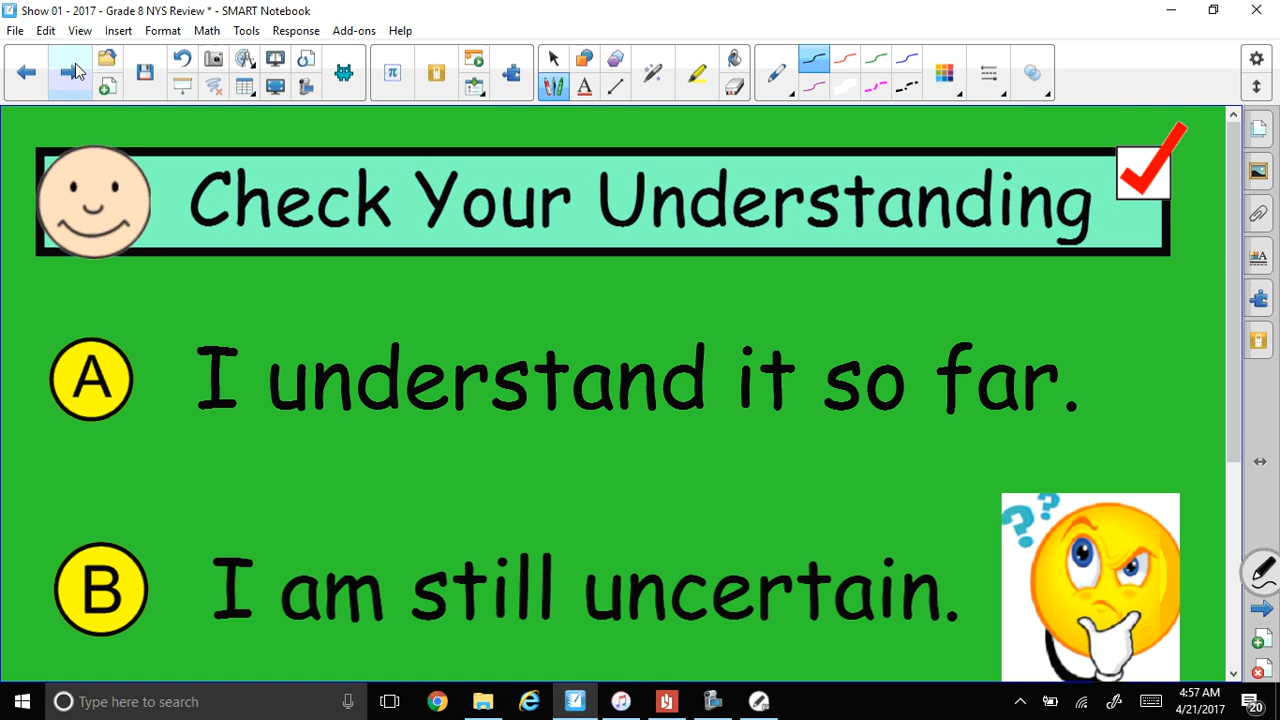 Show 01 - 2017 - Grade 8 NYS Review * - SMART Notebook
File Edit View Insert Format Math Tools Response Add-ons Help
π
A
Check Your Understanding
A I understand it so far.
??
B I am still uncertain.
Type here to search
4:57 AM
4/21/2017
20